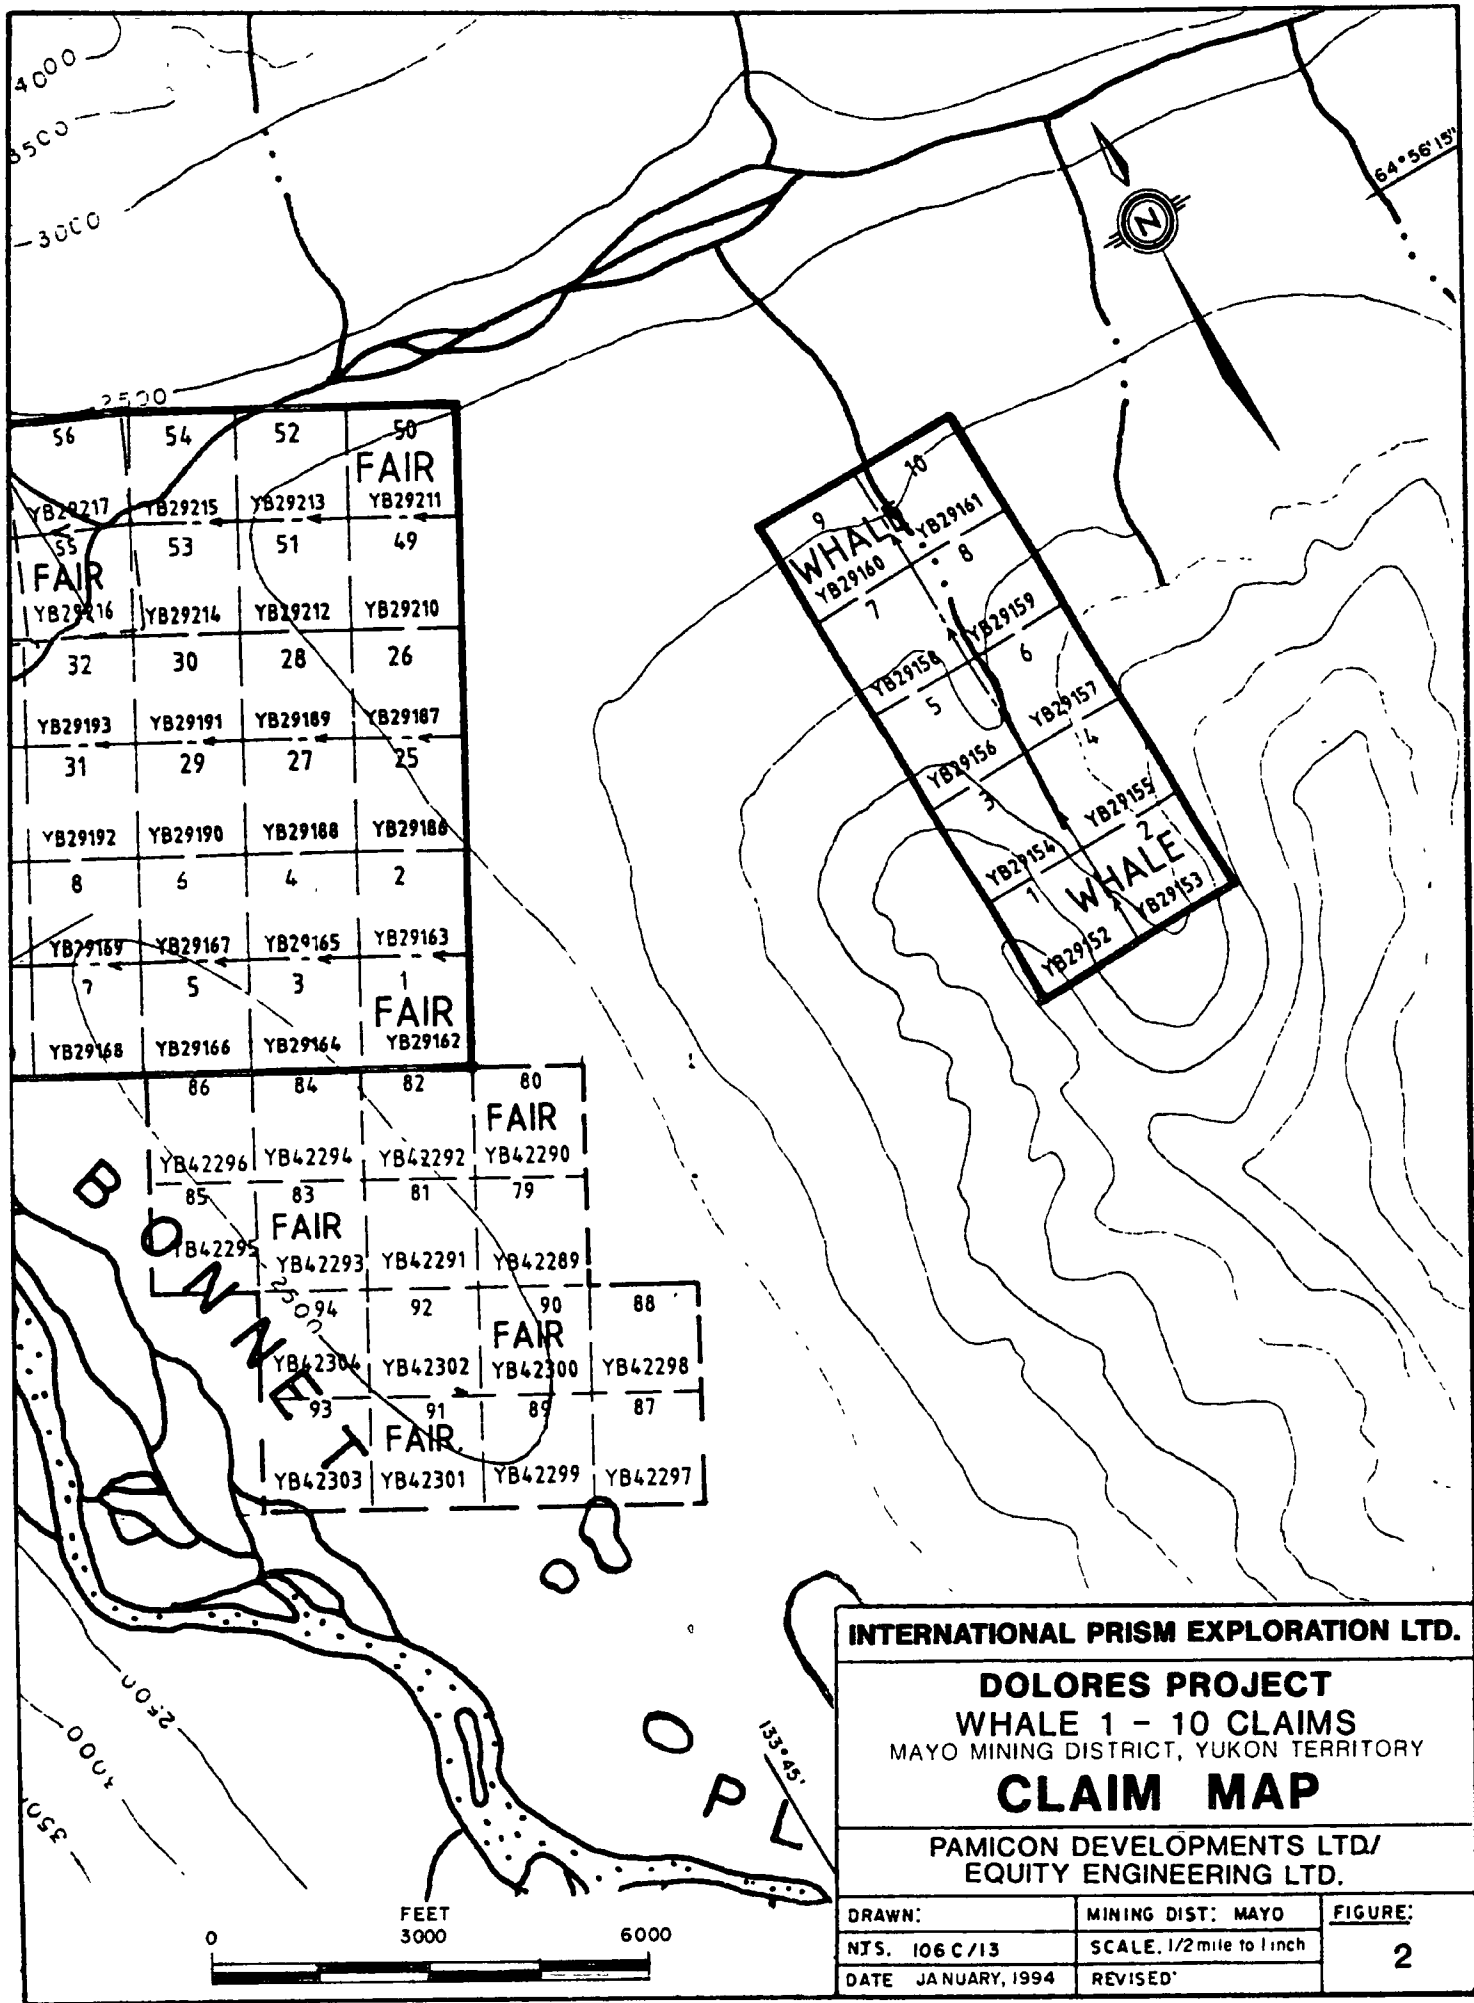 4000
3500
3000
2500
64°56'15"
N
56 54 52 50
FAIR
YB29217 YB29215 YB29213 YB29211
55 53 51 49
FAIR
YB29216 YB29214 YB29212 YB29210
32 30 28 26
YB29193 YB29191 YB29189 YB29187
31 29 27 25
YB29192 YB29190 YB29188 YB29186
8 6 4 2
YB29169 YB29167 YB29165 YB29163
7 5 3 1
FAIR
YB29168 YB29166 YB29164 YB29162
9 10
WHALE
YB29160 YB29161
7 8
YB29158 YB29159
5 6
YB29156 YB29157
3 4
YB29154 YB29155
1 2
WHALE
YB29152 YB29153
86 84 82 80
FAIR
YB42296 YB42294 YB42292 YB42290
85 83 81 79
FAIR
YB42295 YB42293 YB42291 YB42289
94 92 90 88
FAIR
YB42304 YB42302 YB42300 YB42298
93 91 89 87
FAIR
YB42303 YB42301 YB42299 YB42297
2500
BONNET
O P L
133°45'
2500
3000
350
FEET
0 3000 6000
INTERNATIONAL PRISM EXPLORATION LTD.
DOLORES PROJECT
WHALE 1 - 10 CLAIMS
MAYO MINING DISTRICT, YUKON TERRITORY
CLAIM MAP
PAMICON DEVELOPMENTS LTD/
EQUITY ENGINEERING LTD.
DRAWN: MINING DIST: MAYO FIGURE:
NTS. 106 C/13 SCALE. 1/2 mile to 1 inch 2
DATE JANUARY, 1994 REVISED